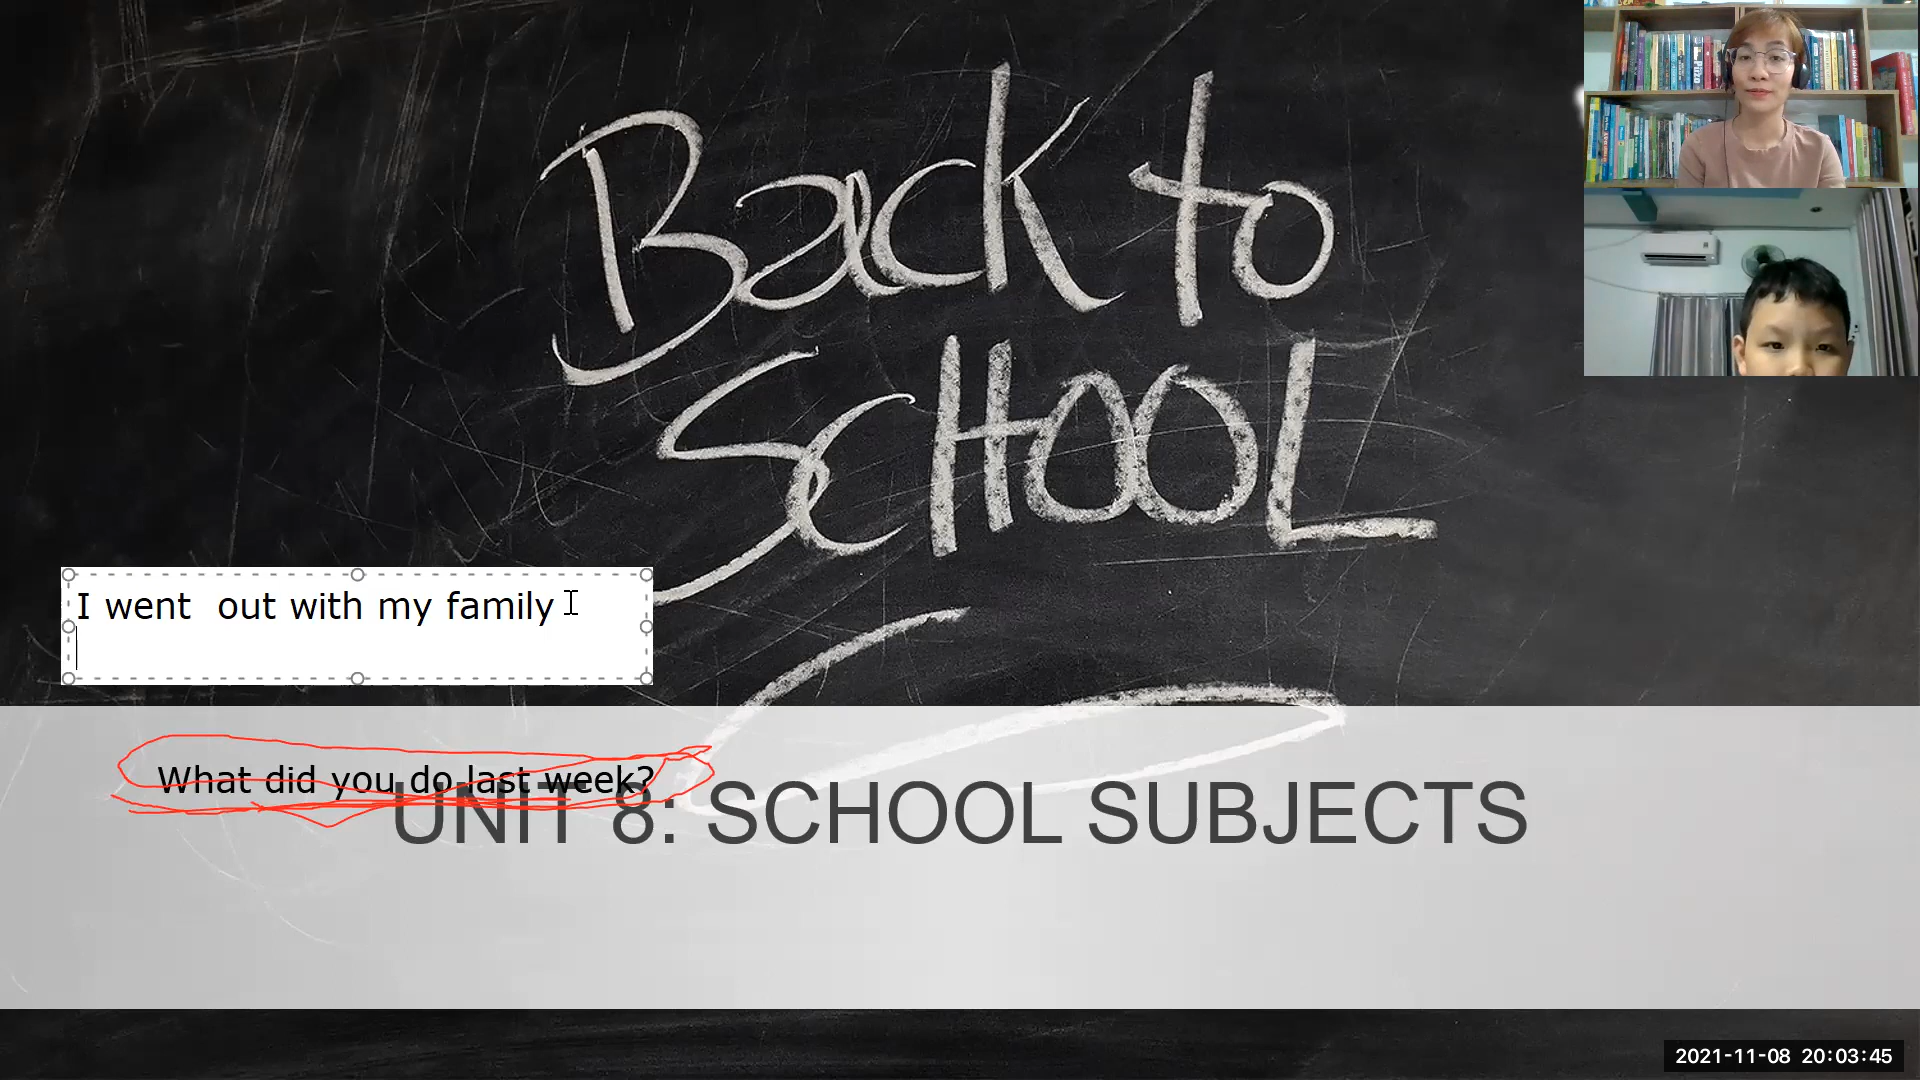 Back to
SCHOOL
I went  out with my family
What did you do last week?
UNIT 8: SCHOOL SUBJECTS
2021-11-08 20:03:45